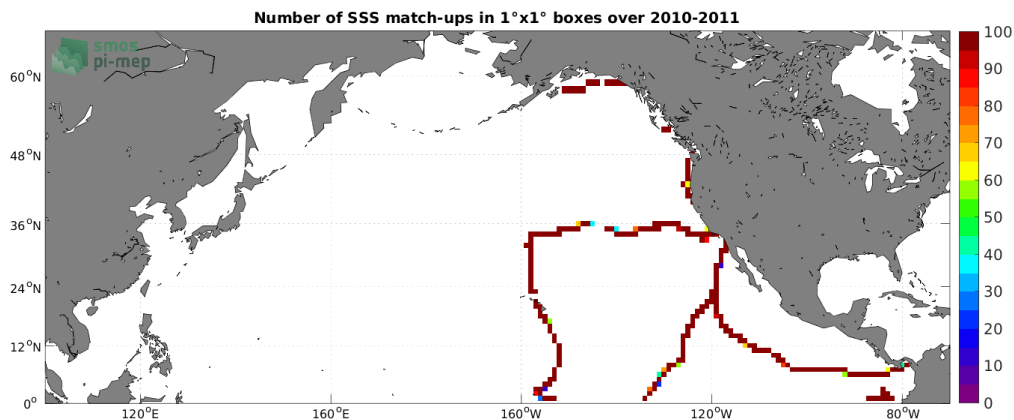 Number of SSS match-ups in 1°x1° boxes over 2010-2011
smos
pi-mep
60°N
48°N
36°N
24°N
12°N
0°
120°E
160°E
160°W
120°W
80°W
100
90
80
70
60
50
40
30
20
10
0